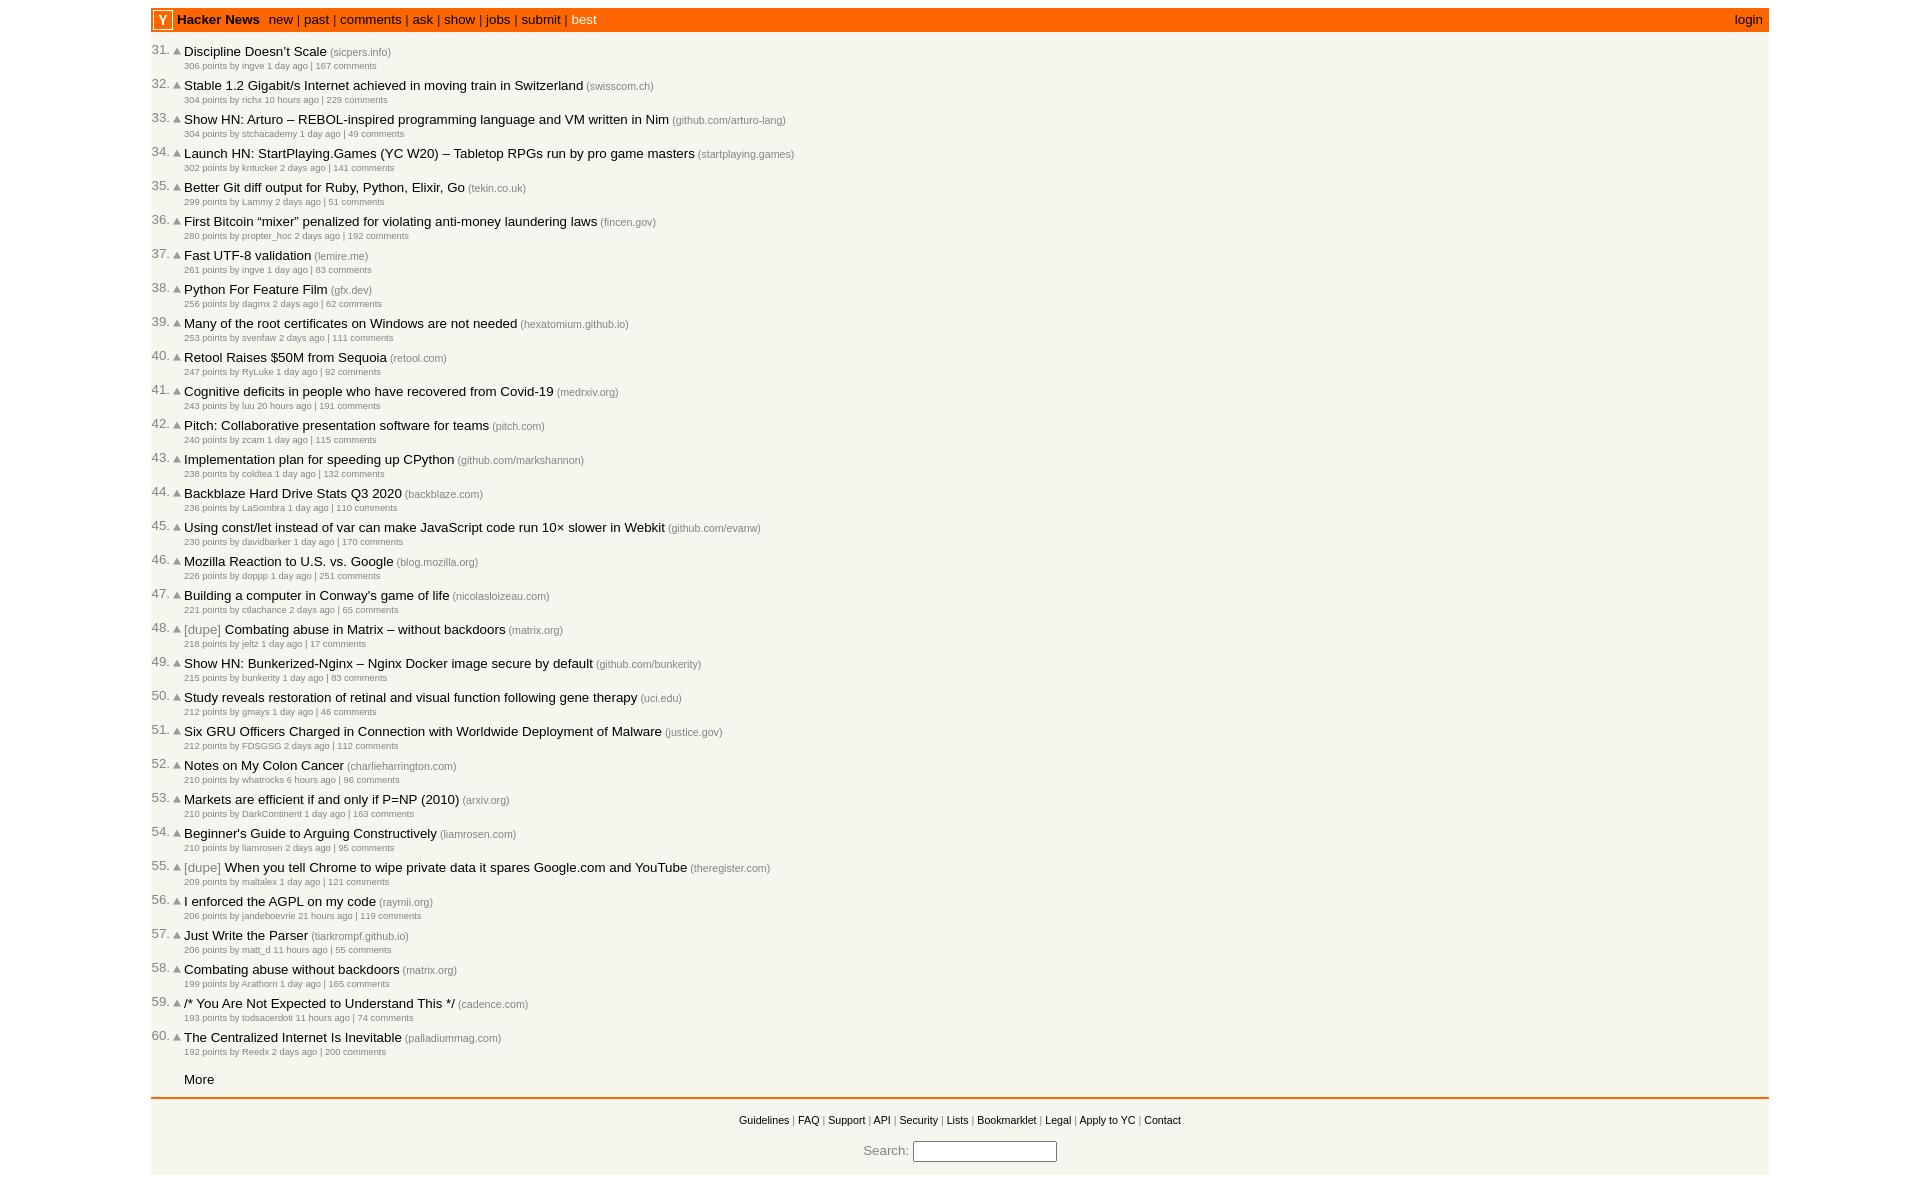 Y Hacker News new | past | comments | ask | show | jobs | submit | best login
31. Discipline Doesn’t Scale (sicpers.info)
306 points by ingve 1 day ago | 167 comments
32. Stable 1.2 Gigabit/s Internet achieved in moving train in Switzerland (swisscom.ch)
304 points by richx 10 hours ago | 229 comments
33. Show HN: Arturo – REBOL-inspired programming language and VM written in Nim (github.com/arturo-lang)
304 points by stchacademy 1 day ago | 49 comments
34. Launch HN: StartPlaying.Games (YC W20) – Tabletop RPGs run by pro game masters (startplaying.games)
302 points by kntucker 2 days ago | 141 comments
35. Better Git diff output for Ruby, Python, Elixir, Go (tekin.co.uk)
299 points by Lammy 2 days ago | 51 comments
36. First Bitcoin “mixer” penalized for violating anti-money laundering laws (fincen.gov)
280 points by propter_hoc 2 days ago | 192 comments
37. Fast UTF-8 validation (lemire.me)
261 points by ingve 1 day ago | 83 comments
38. Python For Feature Film (gfx.dev)
256 points by dagmx 2 days ago | 62 comments
39. Many of the root certificates on Windows are not needed (hexatomium.github.io)
253 points by svenfaw 2 days ago | 111 comments
40. Retool Raises $50M from Sequoia (retool.com)
247 points by RyLuke 1 day ago | 92 comments
41. Cognitive deficits in people who have recovered from Covid-19 (medrxiv.org)
243 points by luu 20 hours ago | 191 comments
42. Pitch: Collaborative presentation software for teams (pitch.com)
240 points by zcam 1 day ago | 115 comments
43. Implementation plan for speeding up CPython (github.com/markshannon)
238 points by coldtea 1 day ago | 132 comments
44. Backblaze Hard Drive Stats Q3 2020 (backblaze.com)
236 points by LaSombra 1 day ago | 110 comments
45. Using const/let instead of var can make JavaScript code run 10× slower in Webkit (github.com/evanw)
230 points by davidbarker 1 day ago | 170 comments
46. Mozilla Reaction to U.S. vs. Google (blog.mozilla.org)
226 points by doppp 1 day ago | 251 comments
47. Building a computer in Conway's game of life (nicolasloizeau.com)
221 points by ctlachance 2 days ago | 65 comments
48. [dupe] Combating abuse in Matrix – without backdoors (matrix.org)
218 points by jeltz 1 day ago | 17 comments
49. Show HN: Bunkerized-Nginx – Nginx Docker image secure by default (github.com/bunkerity)
215 points by bunkerity 1 day ago | 83 comments
50. Study reveals restoration of retinal and visual function following gene therapy (uci.edu)
212 points by gmays 1 day ago | 46 comments
51. Six GRU Officers Charged in Connection with Worldwide Deployment of Malware (justice.gov)
212 points by FDSGSG 2 days ago | 112 comments
52. Notes on My Colon Cancer (charlieharrington.com)
210 points by whatrocks 6 hours ago | 96 comments
53. Markets are efficient if and only if P=NP (2010) (arxiv.org)
210 points by DarkContinent 1 day ago | 163 comments
54. Beginner's Guide to Arguing Constructively (liamrosen.com)
210 points by liamrosen 2 days ago | 95 comments
55. [dupe] When you tell Chrome to wipe private data it spares Google.com and YouTube (theregister.com)
209 points by maltalex 1 day ago | 121 comments
56. I enforced the AGPL on my code (raymii.org)
206 points by jandeboevrie 21 hours ago | 119 comments
57. Just Write the Parser (tiarkrompf.github.io)
206 points by matt_d 11 hours ago | 55 comments
58. Combating abuse without backdoors (matrix.org)
199 points by Arathorn 1 day ago | 165 comments
59. /* You Are Not Expected to Understand This */ (cadence.com)
193 points by todsacerdoti 11 hours ago | 74 comments
60. The Centralized Internet Is Inevitable (palladiummag.com)
192 points by Reedx 2 days ago | 200 comments
More
Guidelines | FAQ | Support | API | Security | Lists | Bookmarklet | Legal | Apply to YC | Contact
Search: